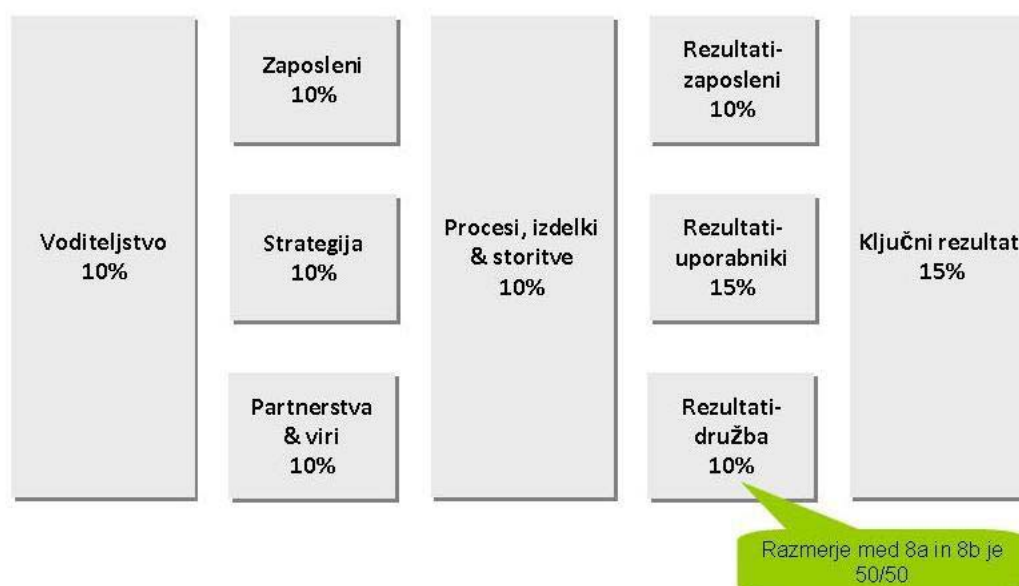 Voditeljstvo
10%
Zaposleni
10%
Strategija
10%
Partnerstva
& viri
10%
Procesi, izdelki
& storitve
10%
Rezultati-
zaposleni
10%
Rezultati-
uporabniki
15%
Rezultati-
družba
10%
Ključni rezultat
15%
Razmerje med 8a in 8b je
50/50